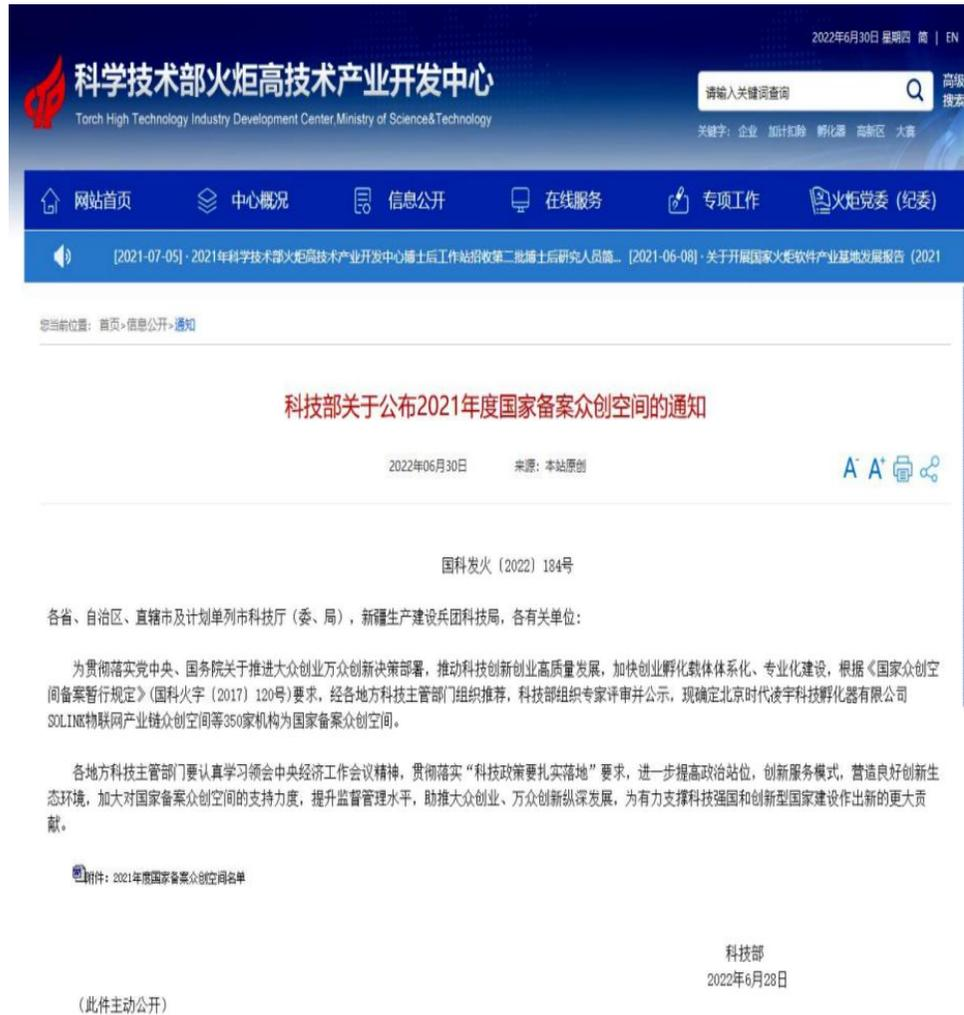 2022年6月30日 星期四 简 | EN
科学技术部火炬高技术产业开发中心
Torch High Technology Industry Development Center,Ministry of Science&Technology
请输入关键词查询
高级
搜索
关键字: 企业 加计扣除 孵化器 高新区 大赛
网站首页 中心概况 信息公开 在线服务 专项工作 火炬党委 (纪委)
[2021-07-05] · 2021年科学技术部火炬高技术产业开发中心博士后工作站招收第二批博士后研究人员简... [2021-06-08] · 关于开展国家火炬软件产业基地发展报告 (2021
您当前位置: 首页>信息公开>通知
科技部关于公布2021年度国家备案众创空间的通知
2022年06月30日 来源: 本站原创
A- A+
国科发火〔2022〕184号
各省、自治区、直辖市及计划单列市科技厅（委、局），新疆生产建设兵团科技局，各有关单位：
为贯彻落实党中央、国务院关于推进大众创业万众创新决策部署，推动科技创新创业高质量发展，加快创业孵化载体体系化、专业化建设，根据《国家众创空
间备案暂行规定》(国科火字〔2017〕120号)要求，经各地方科技主管部门组织推荐，科技部组织专家评审并公示，现确定北京时代凌宇科技孵化器有限公司
SOLINK物联网产业链众创空间等350家机构为国家备案众创空间。
各地方科技主管部门要认真学习领会中央经济工作会议精神，贯彻落实“科技政策要扎实落地”要求，进一步提高政治站位，创新服务模式，营造良好创新生
态环境，加大对国家备案众创空间的支持力度，提升监督管理水平，助推大众创业、万众创新纵深发展，为有力支撑科技强国和创新型国家建设作出新的更大贡
献。
附件: 2021年度国家备案众创空间名单
科技部
2022年6月28日
（此件主动公开）